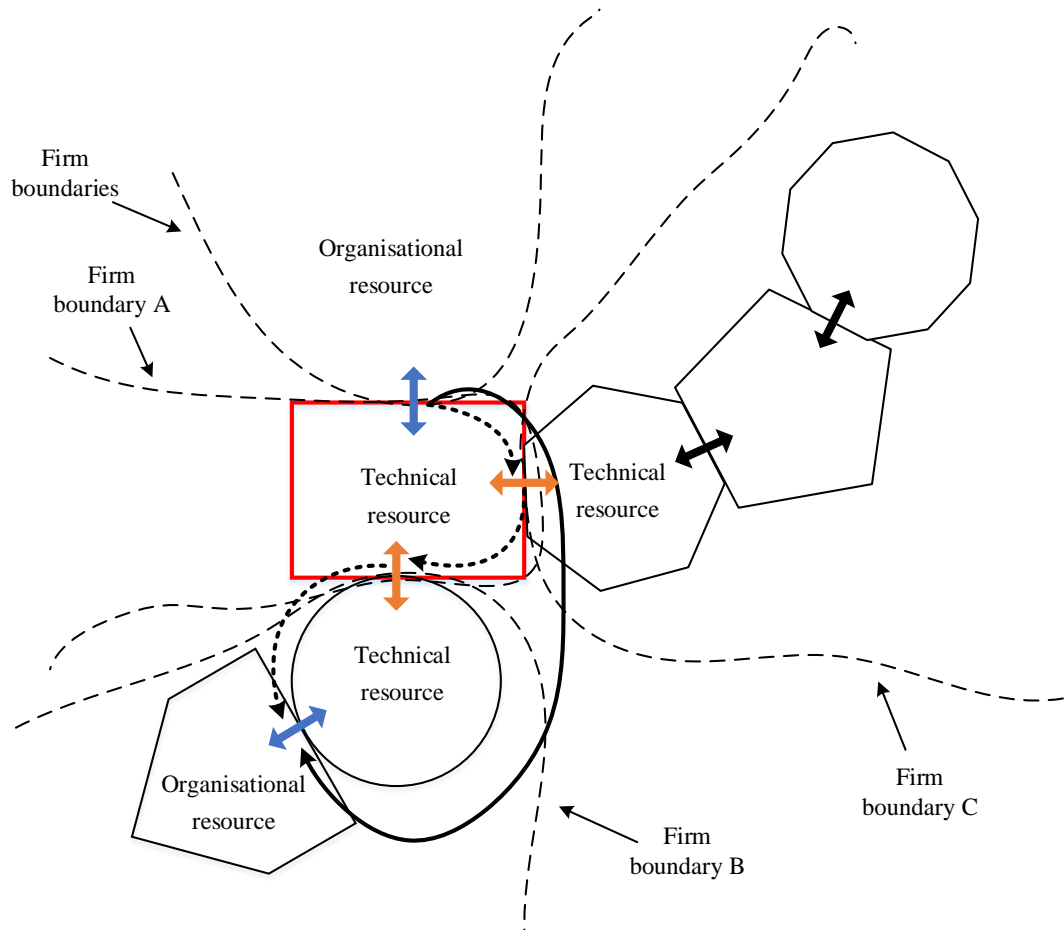 Firm
boundaries
Organisational
resource
Firm
boundary A
Technical
resource
Technical
resource
Technical
resource
Organisational
resource
Firm
boundary C
Firm
boundary B